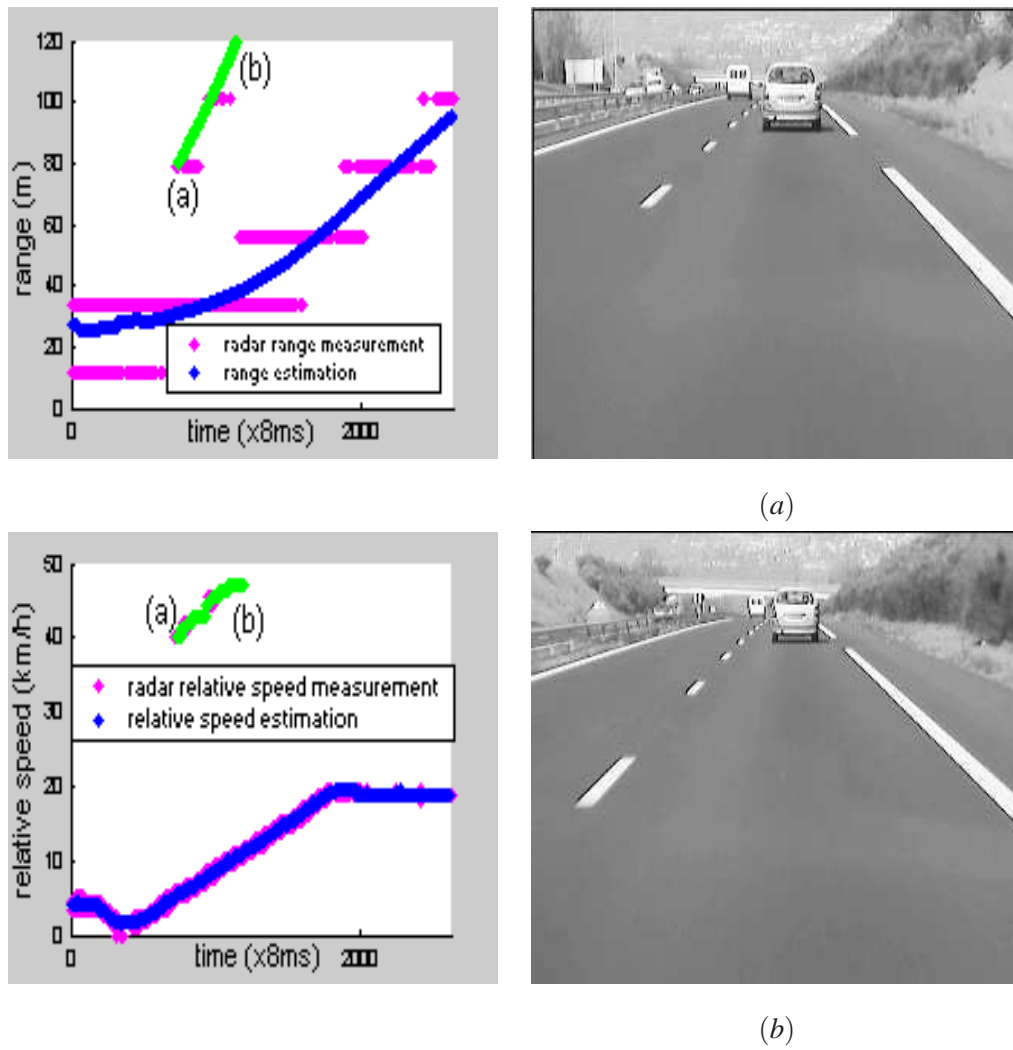 120
100
80
60
40
20
0
range (m)
(a)
(b)
radar range measurement
range estimation
0
time (x8ms)
2000
(a)
50
40
30
20
10
0
relative speed (km/h)
(a)
(b)
radar relative speed measurement
relative speed estimation
0
time (x8ms)
2000
(b)